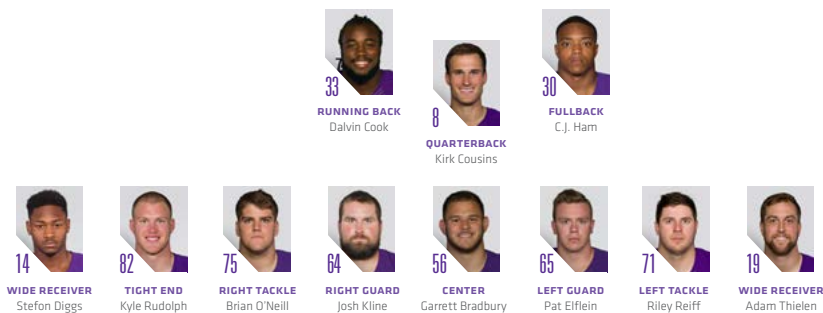 33
RUNNING BACK
Dalvin Cook
8
QUARTERBACK
Kirk Cousins
30
FULLBACK
C.J. Ham
14
WIDE RECEIVER
Stefon Diggs
82
TIGHT END
Kyle Rudolph
75
RIGHT TACKLE
Brian O'Neill
64
RIGHT GUARD
Josh Kline
56
CENTER
Garrett Bradbury
65
LEFT GUARD
Pat Elflein
71
LEFT TACKLE
Riley Reiff
19
WIDE RECEIVER
Adam Thielen